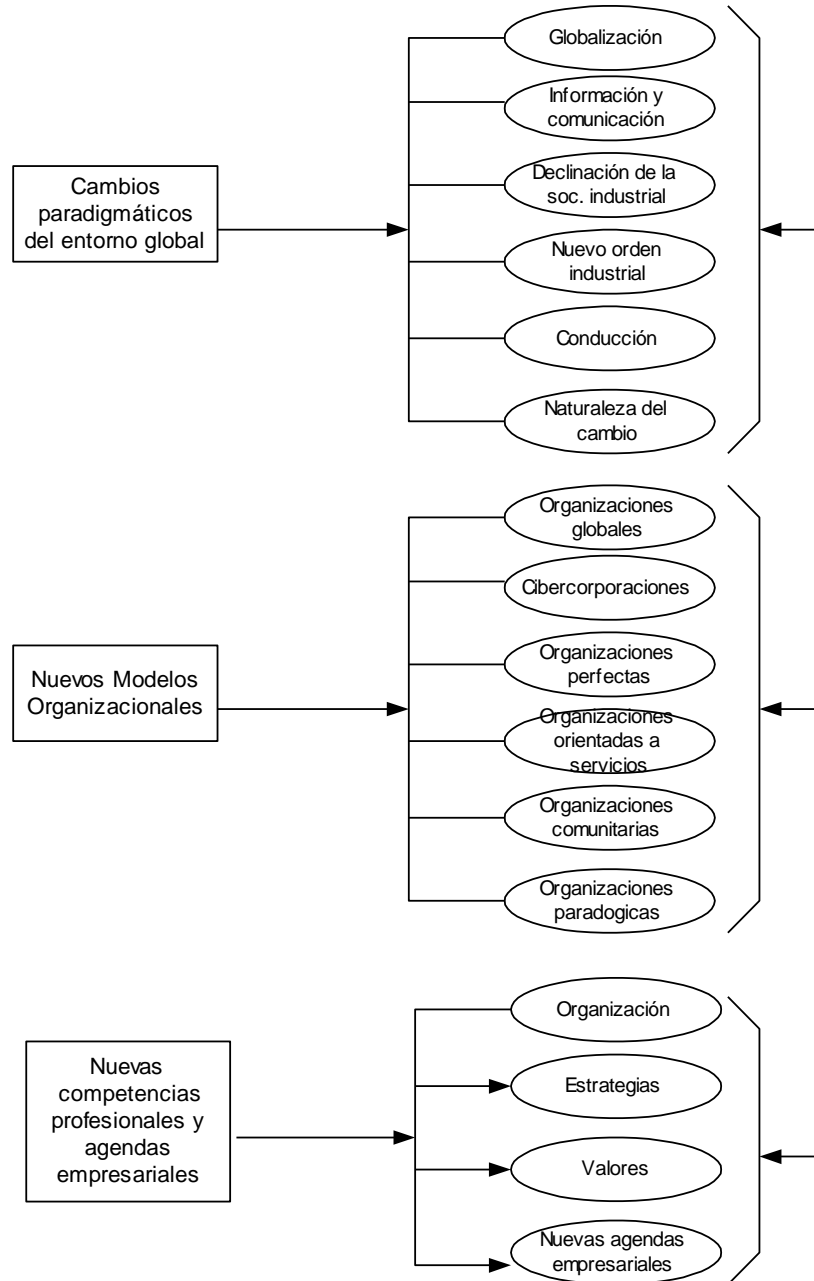 Globalización
Información y
comunicación
Cambios
paradigmáticos
del entorno global
Declinación de la
soc. industrial
Nuevo orden
industrial
Conducción
Naturaleza del
cambio
Organizaciones
globales
Cibercorporaciones
Nuevos Modelos
Organizacionales
Organizaciones
perfectas
Organizaciones
orientadas a
servicios
Organizaciones
comunitarias
Organizaciones
paradogicas
Organización
Nuevas
competencias
profesionales y
agendas
empresariales
Estrategias
Valores
Nuevas agendas
empresariales